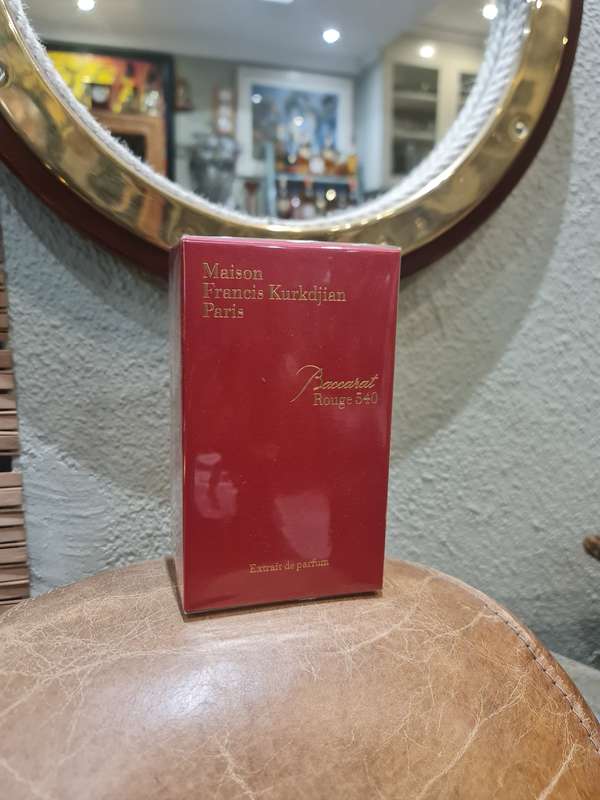 Maison
Francis Kurkdjian
Paris
Baccarat
Rouge 540
Extrait de parfum